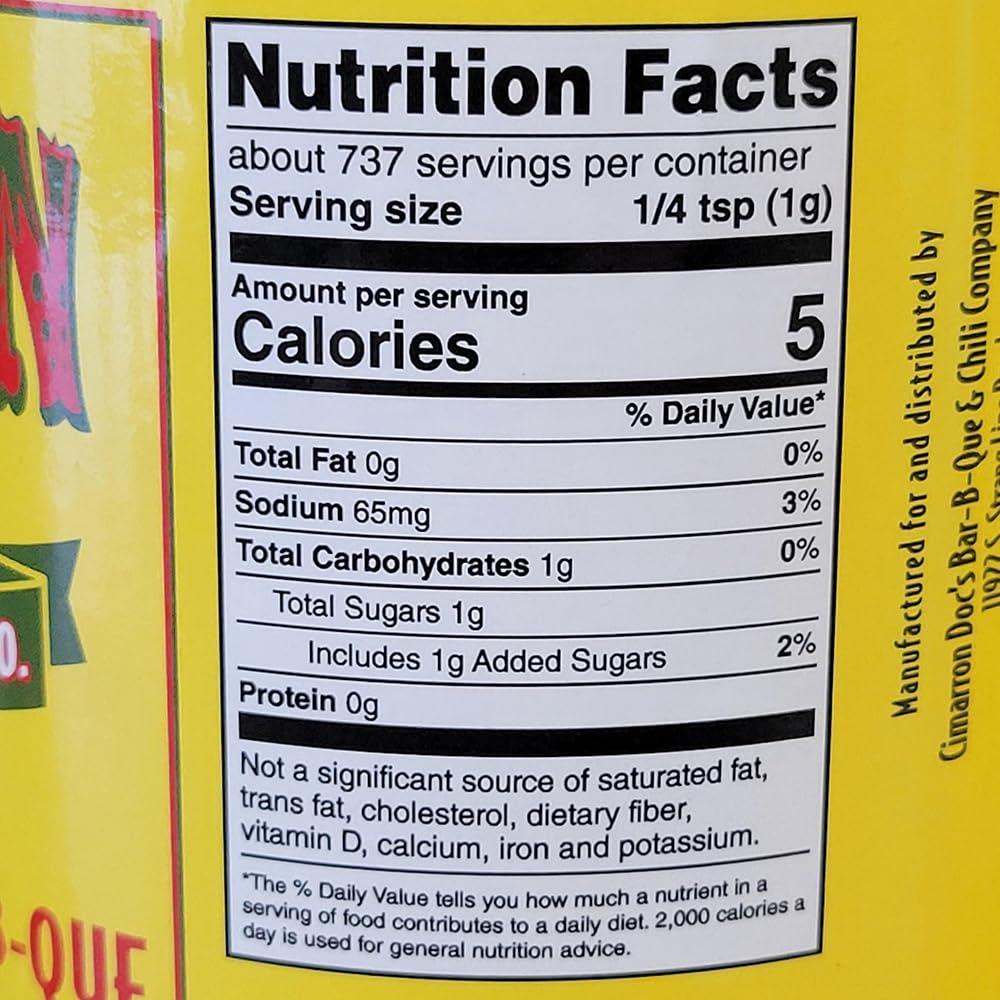 Nutrition Facts
about 737 servings per container
Serving size 1/4 tsp (1g)
Amount per serving
Calories 5
% Daily Value*
Total Fat 0g 0%
Sodium 65mg 3%
Total Carbohydrates 1g 0%
Total Sugars 1g
Includes 1g Added Sugars 2%
Protein 0g
Not a significant source of saturated fat,
trans fat, cholesterol, dietary fiber,
vitamin D, calcium, iron and potassium.
*The % Daily Value tells you how much a nutrient in a
serving of food contributes to a daily diet. 2,000 calories a
day is used for general nutrition advice.
Manufactured for and distributed by
Cimarron Doc's Bar-B-Que & Chili Company
N
O.
-QUE